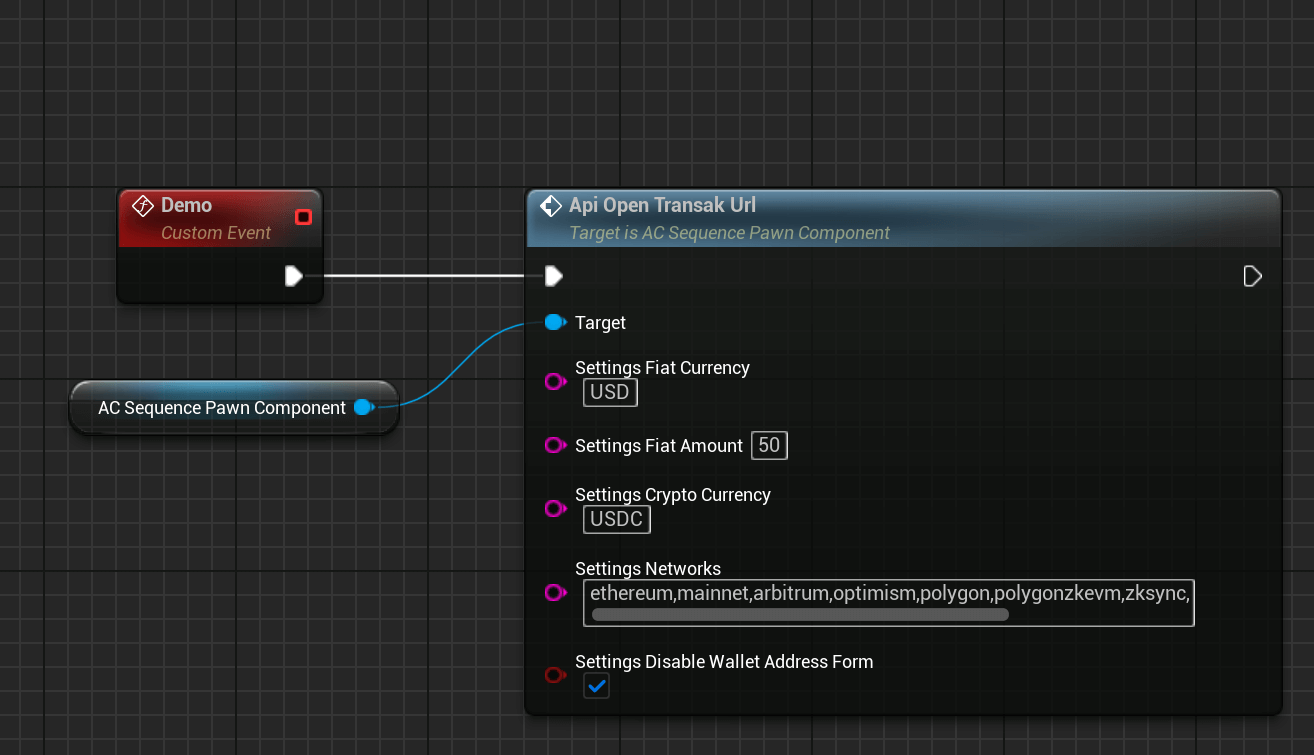 Demo
Custom Event
Api Open Transak Url
Target is AC Sequence Pawn Component
Target
AC Sequence Pawn Component
Settings Fiat Currency
USD
Settings Fiat Amount 50
Settings Crypto Currency
USDC
Settings Networks
ethereum,mainnet,arbitrum,optimism,polygon,polygonzkevm,zksync,
Settings Disable Wallet Address Form